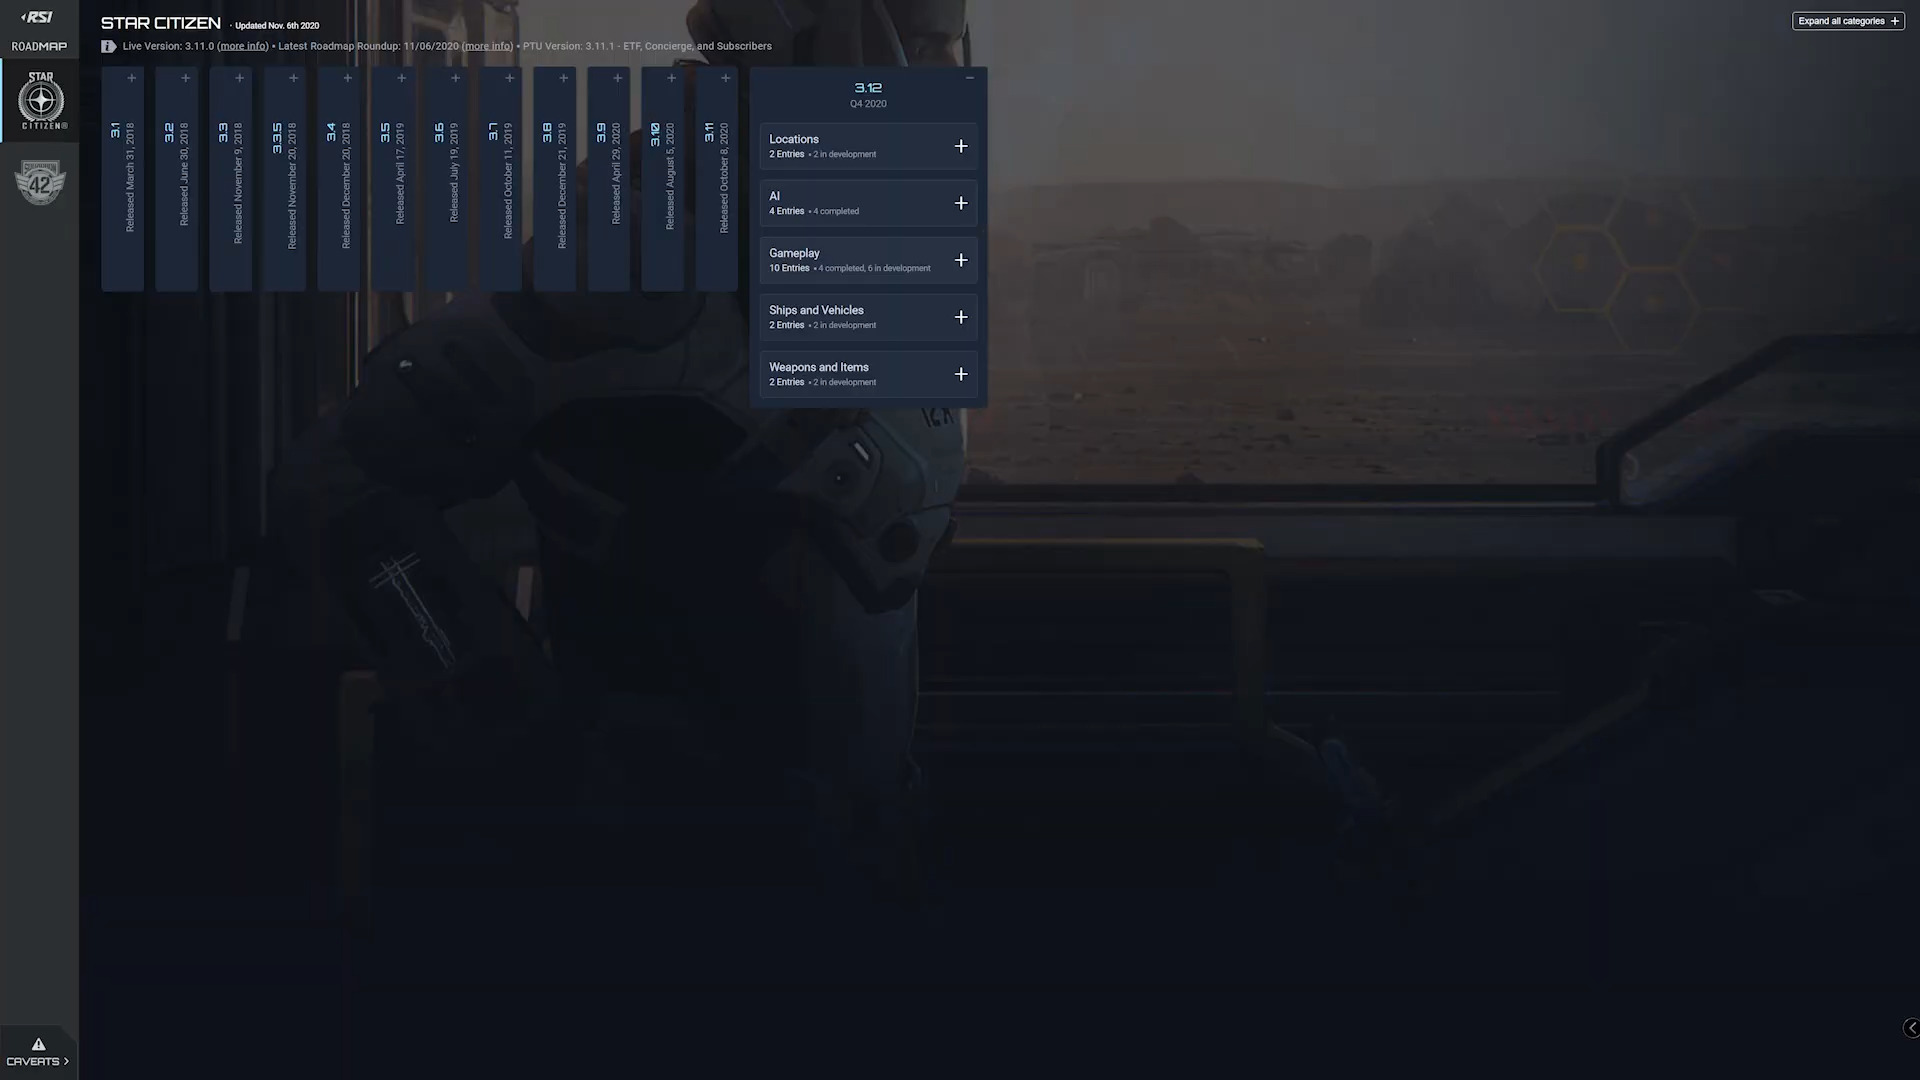 RSI
STAR CITIZEN • Updated Nov. 6th 2020
Expand all categories +
ROADMAP
Live Version: 3.11.0 (more info) • Latest Roadmap Roundup: 11/06/2020 (more info) • PTU Version: 3.11.1 - ETF, Concierge, and Subscribers
STAR
CITIZEN®
SQUADRON
42
3.1
Released March 31, 2018
3.2
Released June 30, 2018
3.3
Released November 9, 2018
3.3.5
Released November 20, 2018
3.4
Released December 20, 2018
3.5
Released April 17, 2019
3.6
Released July 19, 2019
3.7
Released October 11, 2019
3.8
Released December 21, 2019
3.9
Released April 29, 2020
3.10
Released August 5, 2020
3.11
Released October 8, 2020
3.12
Q4 2020
Locations
2 Entries • 2 in development
AI
4 Entries • 4 completed
Gameplay
10 Entries • 4 completed, 6 in development
Ships and Vehicles
2 Entries • 2 in development
Weapons and Items
2 Entries • 2 in development
CAVEATS >